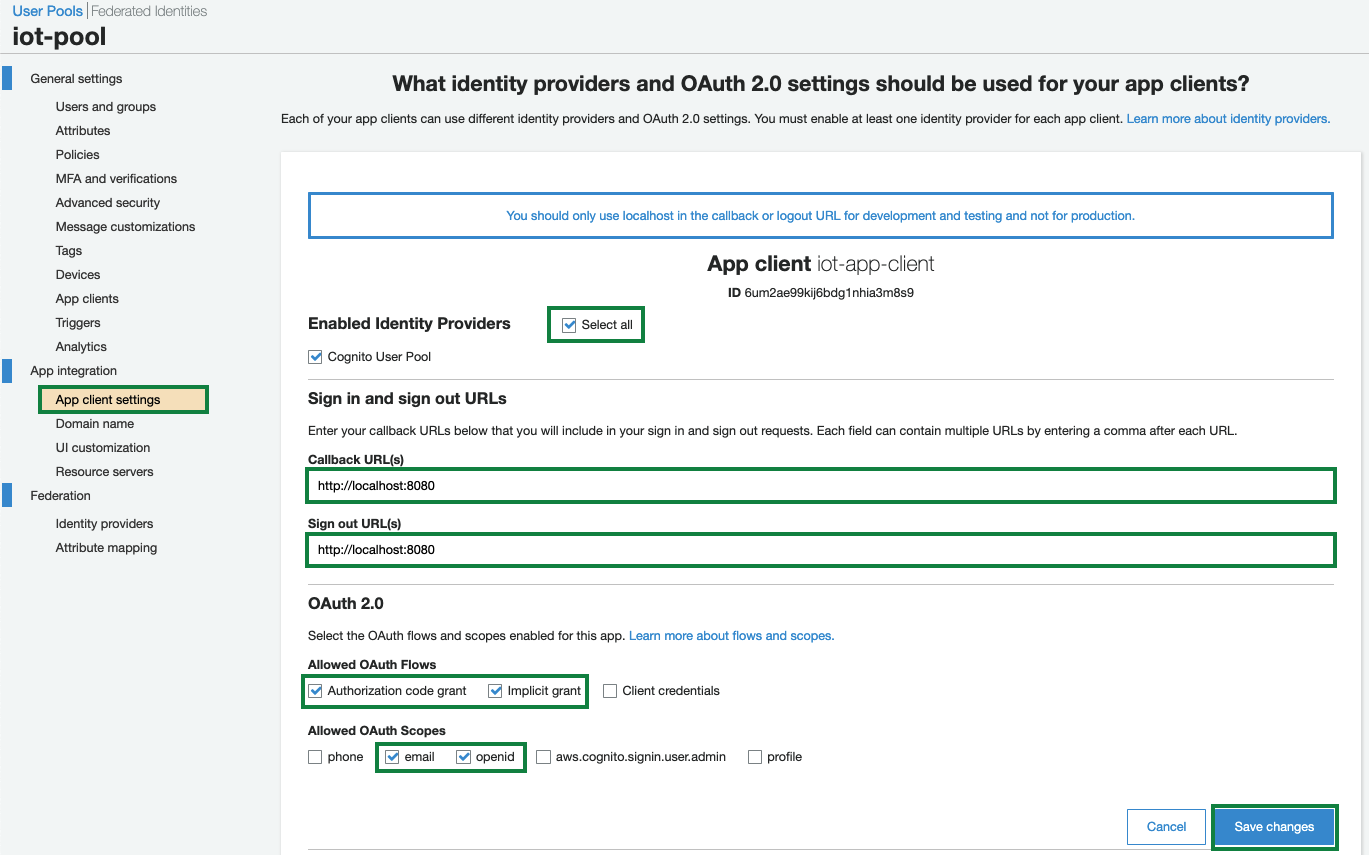 User Pools | Federated Identities
iot-pool
General settings
Users and groups
Attributes
Policies
MFA and verifications
Advanced security
Message customizations
Tags
Devices
App clients
Triggers
Analytics
App integration
App client settings
Domain name
UI customization
Resource servers
Federation
Identity providers
Attribute mapping
What identity providers and OAuth 2.0 settings should be used for your app clients?
Each of your app clients can use different identity providers and OAuth 2.0 settings. You must enable at least one identity provider for each app client. Learn more about identity providers.
You should only use localhost in the callback or logout URL for development and testing and not for production.
App client iot-app-client
ID 6um2ae99kij6bdg1nhia3m8s9
Enabled Identity Providers Select all
Cognito User Pool
Sign in and sign out URLs
Enter your callback URLs below that you will include in your sign in and sign out requests. Each field can contain multiple URLs by entering a comma after each URL.
Callback URL(s)
http://localhost:8080
Sign out URL(s)
http://localhost:8080
OAuth 2.0
Select the OAuth flows and scopes enabled for this app. Learn more about flows and scopes.
Allowed OAuth Flows
Authorization code grant Implicit grant Client credentials
Allowed OAuth Scopes
phone email openid aws.cognito.signin.user.admin profile
Cancel Save changes